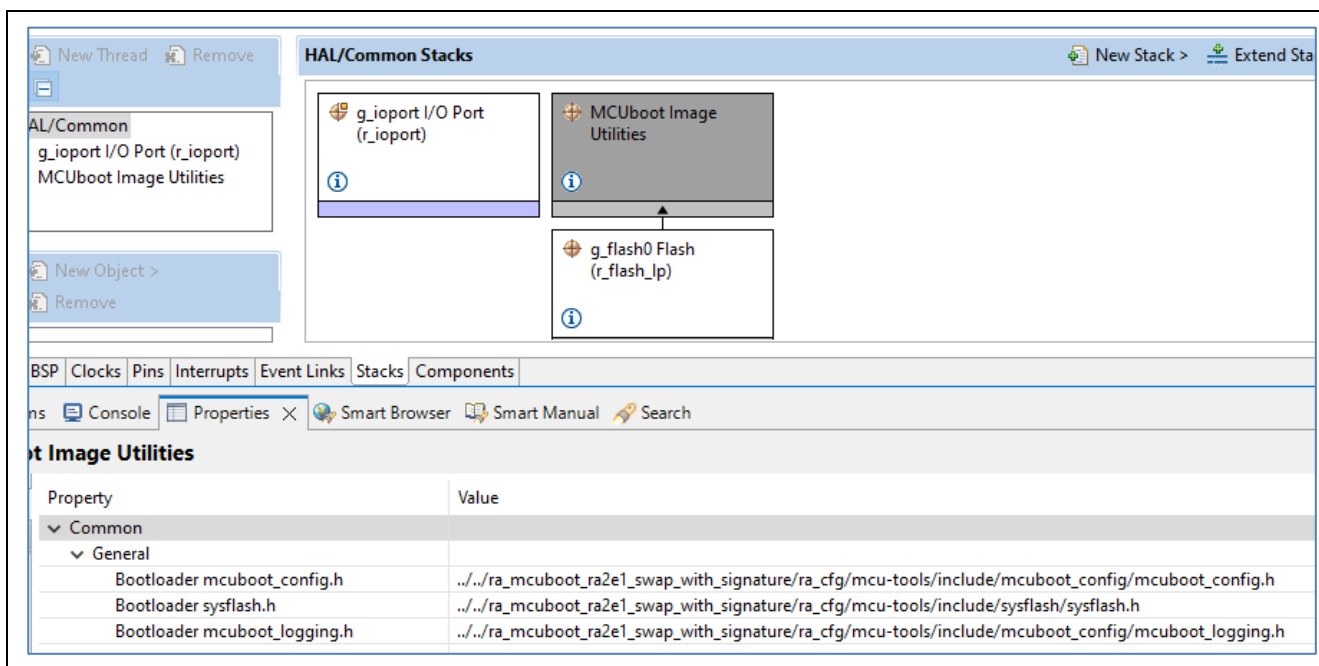 New Thread Remove
HAL/Common Stacks
New Stack > Extend Sta
AL/Common
g_ioport I/O Port (r_ioport)
MCUboot Image Utilities
g_ioport I/O Port
(r_ioport)
MCUboot Image
Utilities
g_flash0 Flash
(r_flash_lp)
New Object >
Remove
BSP Clocks Pins Interrupts Event Links Stacks Components
ns Console Properties Smart Browser Smart Manual Search
ot Image Utilities
Property Value
Common
General
Bootloader mcuboot_config.h ../../ra_mcuboot_ra2e1_swap_with_signature/ra_cfg/mcu-tools/include/mcuboot_config/mcuboot_config.h
Bootloader sysflash.h ../../ra_mcuboot_ra2e1_swap_with_signature/ra_cfg/mcu-tools/include/sysflash/sysflash.h
Bootloader mcuboot_logging.h ../../ra_mcuboot_ra2e1_swap_with_signature/ra_cfg/mcu-tools/include/mcuboot_config/mcuboot_logging.h